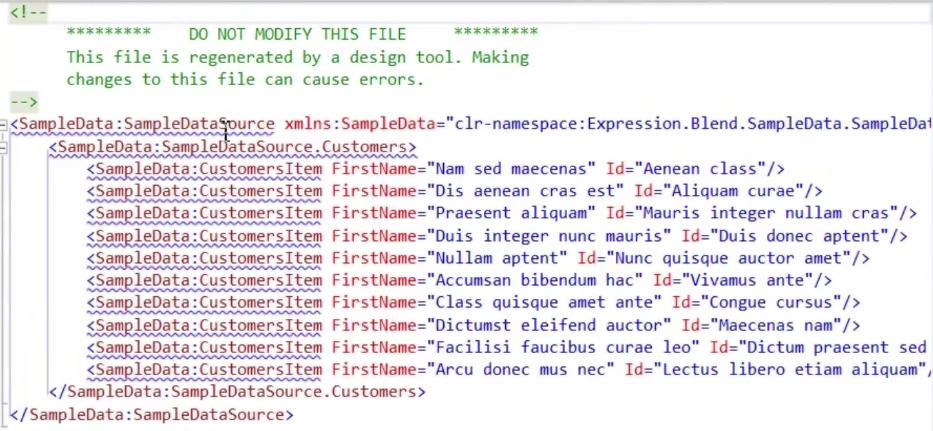 <!--
********* DO NOT MODIFY THIS FILE *********
This file is regenerated by a design tool. Making
changes to this file can cause errors.
-->
<SampleData:SampleDataSource xmlns:SampleData="clr-namespace:Expression.Blend.SampleData.SampleDat
<SampleData:SampleDataSource.Customers>
<SampleData:CustomersItem FirstName="Nam sed maecenas" Id="Aenean class"/>
<SampleData:CustomersItem FirstName="Dis aenean cras est" Id="Aliquam curae"/>
<SampleData:CustomersItem FirstName="Praesent aliquam" Id="Mauris integer nullam cras"/>
<SampleData:CustomersItem FirstName="Duis integer nunc mauris" Id="Duis donec aptent"/>
<SampleData:CustomersItem FirstName="Nullam aptent" Id="Nunc quisque auctor amet"/>
<SampleData:CustomersItem FirstName="Accumsan bibendum hac" Id="Vivamus ante"/>
<SampleData:CustomersItem FirstName="Class quisque amet ante" Id="Congue cursus"/>
<SampleData:CustomersItem FirstName="Dictumst eleifend auctor" Id="Maecenas nam"/>
<SampleData:CustomersItem FirstName="Facilisi faucibus curae leo" Id="Dictum praesent sed
<SampleData:CustomersItem FirstName="Arcu donec mus nec" Id="Lectus libero etiam aliquam"/
</SampleData:SampleDataSource.Customers>
</SampleData:SampleDataSource>